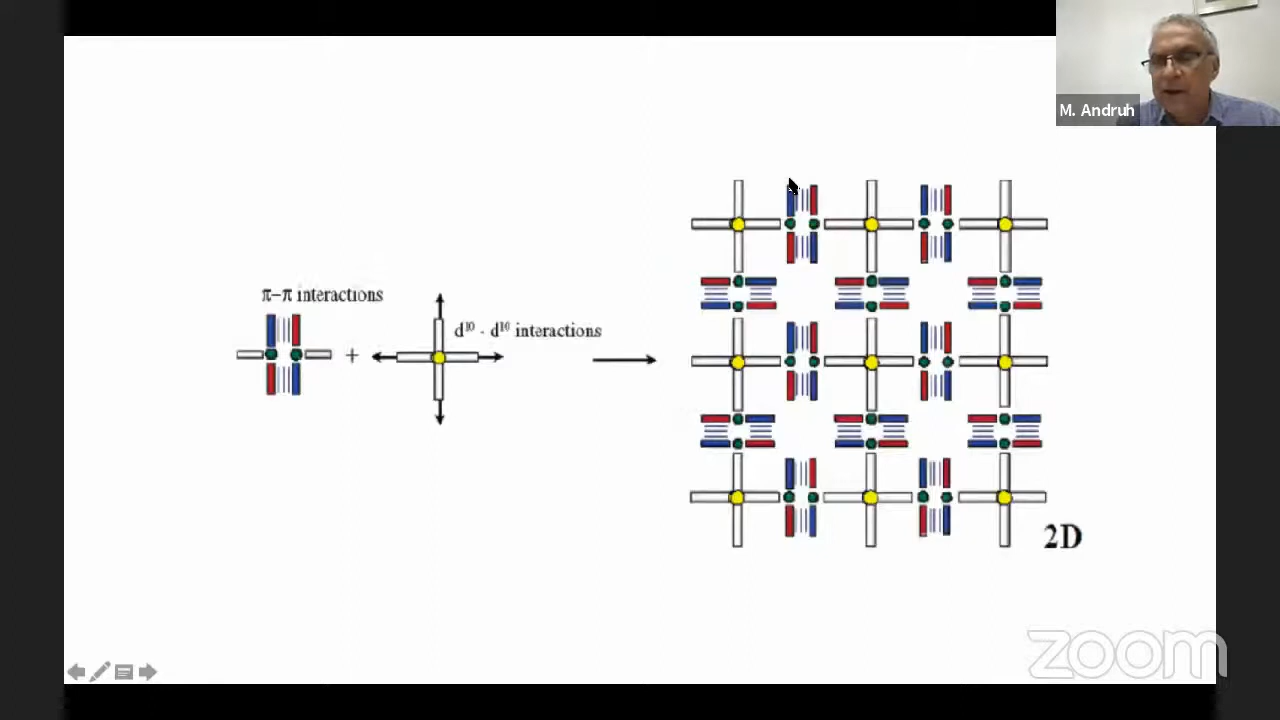 M. Andruh
π–π interactions
+
d¹⁰ - d¹⁰ interactions
2D
zoom